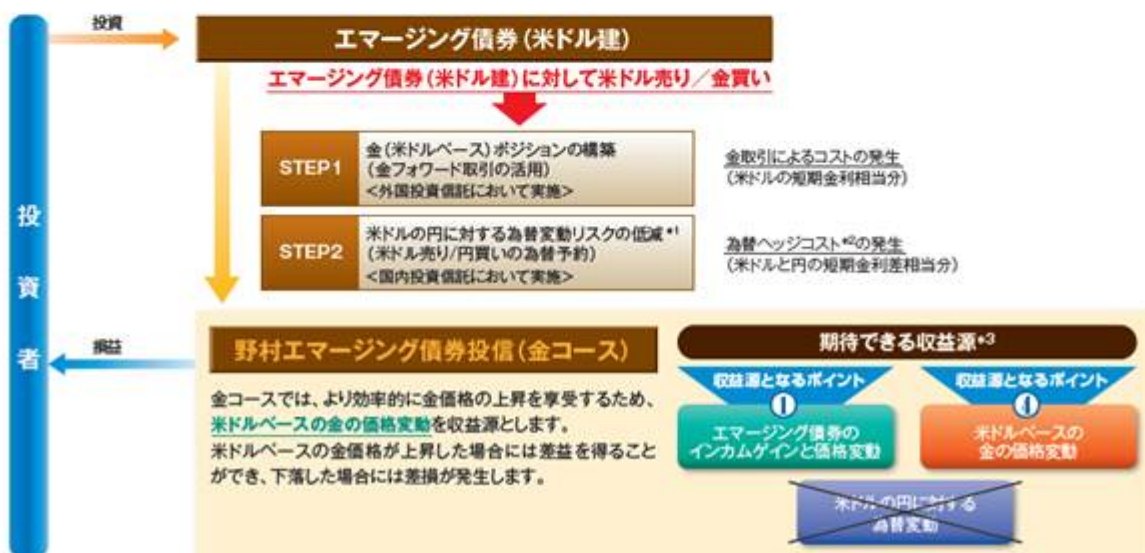 投資
エマージング債券(米ドル建)
エマージング債券(米ドル建)に対して米ドル売り/金買い
STEP1
金(米ドルベース)ポジションの構築
(金フォワード取引の活用)
<外国投資信託において実施>
金取引によるコストの発生
(米ドルの短期金利相当分)
STEP2
米ドルの円に対する為替変動リスクの低減*1
(米ドル売り/円買いの為替予約)
<国内投資信託において実施>
為替ヘッジコスト*2の発生
(米ドルと円の短期金利差相当分)
投資者
損益
野村エマージング債券投信(金コース)
金コースでは、より効率的に金価格の上昇を享受するため、
米ドルベースの金の価格変動を収益源とします。
米ドルベースの金価格が上昇した場合には差益を得ること
ができ、下落した場合には差損が発生します。
期待できる収益源*3
収益源となるポイント
1
エマージング債券の
インカムゲインと価格変動
収益源となるポイント
4
米ドルベースの
金の価格変動
米ドルの円に対する
為替変動